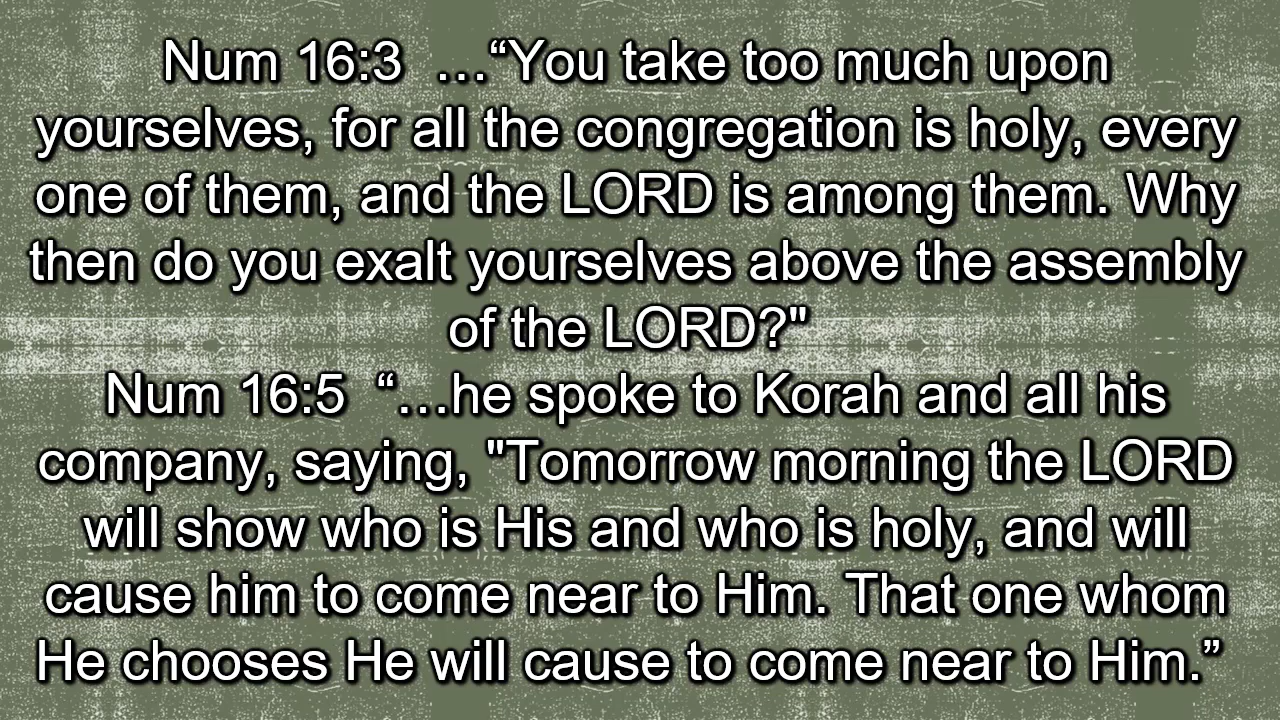 Num 16:3  …“You take too much upon
yourselves, for all the congregation is holy, every
one of them, and the LORD is among them. Why
then do you exalt yourselves above the assembly
of the LORD?"
Num 16:5  “…he spoke to Korah and all his
company, saying, "Tomorrow morning the LORD
will show who is His and who is holy, and will
cause him to come near to Him. That one whom
He chooses He will cause to come near to Him.”